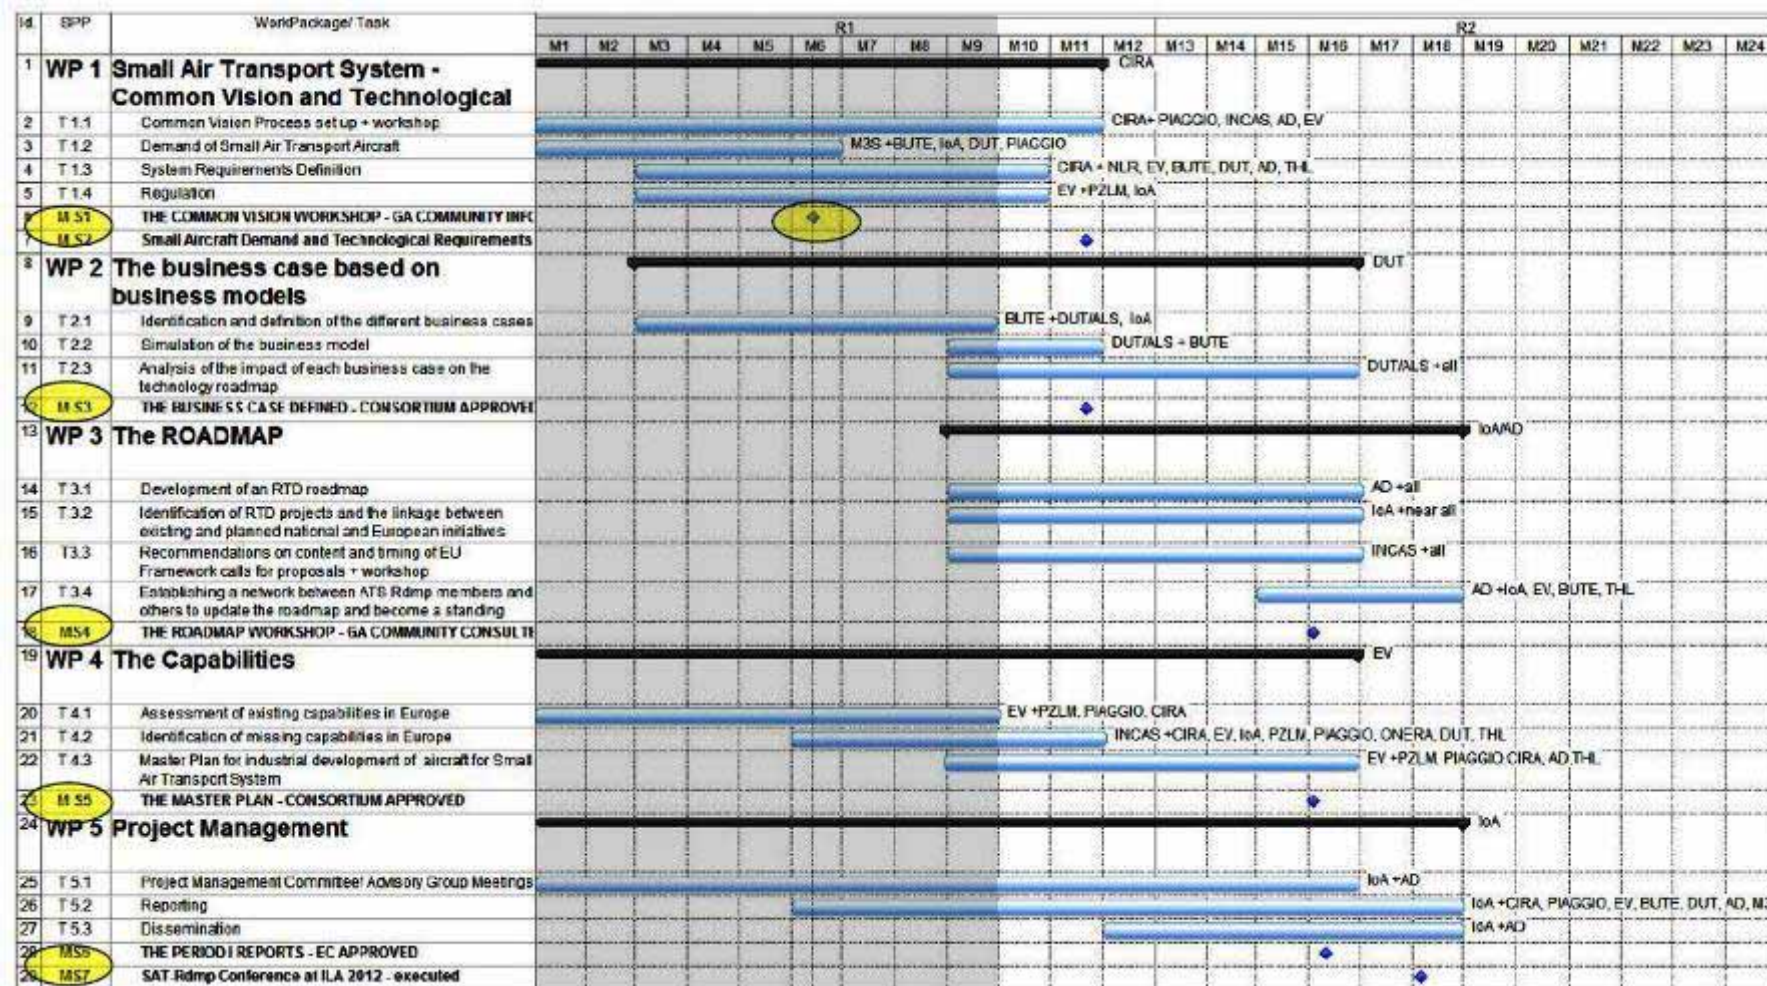 Id. SPP WorkPackage/ Task R1 R2
M1 M2 M3 M4 M5 M6 M7 M8 M9 M10 M11 M12 M13 M14 M15 M16 M17 M18 M19 M20 M21 M22 M23 M24
1 WP 1 Small Air Transport System - CIRA
Common Vision and Technological
2 T 1.1 Common Vision Process set up + workshop CIRA+ PIAGGIO, INCAS, AD, EV
3 T 1.2 Demand of Small Air Transport Aircraft M3S +BUTE, IoA, DUT, PIAGGIO
4 T 1.3 System Requirements Definition CIRA + NLR, EV, BUTE, DUT, AD, THL
5 T 1.4 Regulation EV +PZLM, IoA
6 MS1 THE COMMON VISION WORKSHOP - GA COMMUNITY INFO
7 MS2 Small Aircraft Demand and Technological Requirements
8 WP 2 The business case based on DUT
business models
9 T 2.1 Identification and definition of the different business cases BUTE +DUT/ALS, IoA
10 T 2.2 Simulation of the business model DUT/ALS + BUTE
11 T 2.3 Analysis of the impact of each business case on the DUT/ALS +all
technology roadmap
12 MS3 THE BUSINESS CASE DEFINED - CONSORTIUM APPROVED
13 WP 3 The ROADMAP IoA/AD
14 T 3.1 Development of an RTD roadmap AD +all
15 T 3.2 Identification of RTD projects and the linkage between IoA +near all
existing and planned national and European initiatives
16 T3.3 Recommendations on content and timing of EU INCAS +all
Framework calls for proposals + workshop
17 T 3.4 Establishing a network between ATS Rdmp members and AD +IoA, EV, BUTE, THL
others to update the roadmap and become a standing
18 MS4 THE ROADMAP WORKSHOP - GA COMMUNITY CONSULTE
19 WP 4 The Capabilities EV
20 T 4.1 Assessment of existing capabilities in Europe EV +PZLM, PIAGGIO, CIRA
21 T 4.2 Identification of missing capabilities in Europe INCAS +CIRA, EV, IoA, PZLM, PIAGGIO, ONERA, DUT, THL
22 T 4.3 Master Plan for industrial development of aircraft for Small EV +PZLM, PIAGGIO CIRA, AD,THL
Air Transport System
23 MS5 THE MASTER PLAN - CONSORTIUM APPROVED
24 WP 5 Project Management IoA
25 T 5.1 Project Management Committee/ Advisory Group Meetings IoA +AD
26 T 5.2 Reporting IoA +CIRA, PIAGGIO, EV, BUTE, DUT, AD, M3
27 T 5.3 Dissemination IoA +AD
28 MS6 THE PERIOD I REPORTS - EC APPROVED
29 MS7 SAT-Rdmp Conference at ILA 2012 - executed